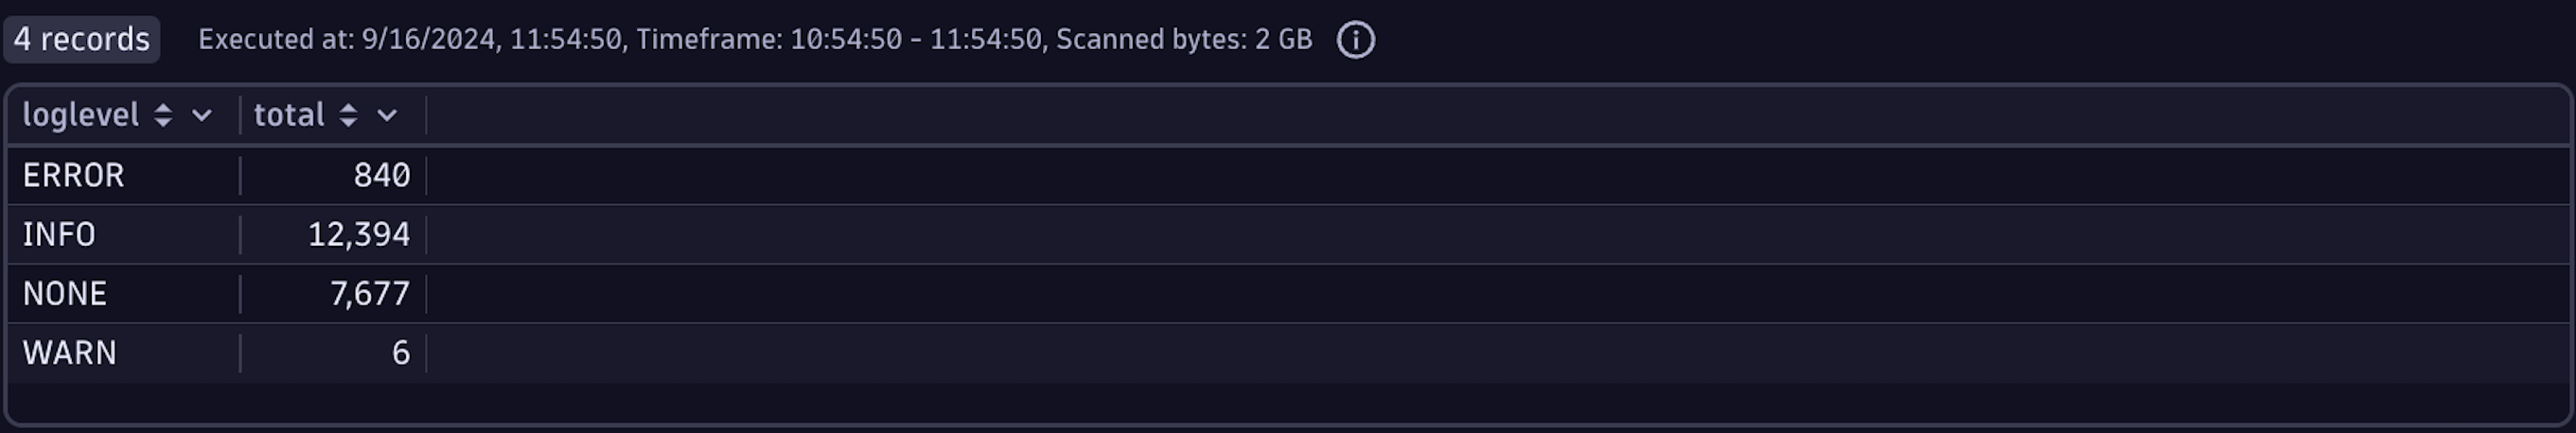 4 records Executed at: 9/16/2024, 11:54:50, Timeframe: 10:54:50 - 11:54:50, Scanned bytes: 2 GB
loglevel total
ERROR 840
INFO 12,394
NONE 7,677
WARN 6